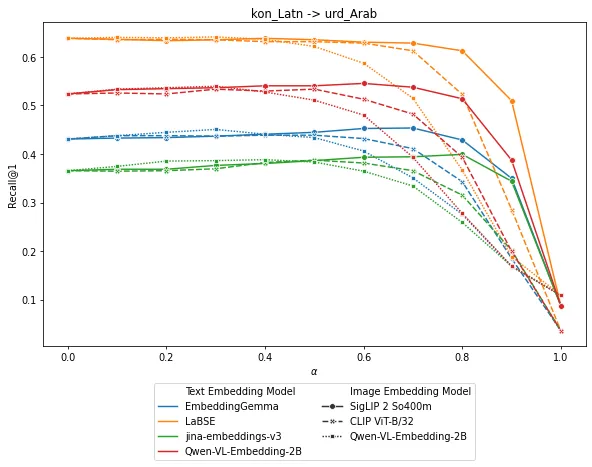 kon_Latn -> urd_Arab
Recall@1
0.6
0.5
0.4
0.3
0.2
0.1
0.0 0.2 0.4 0.6 0.8 1.0
α
Text Embedding Model Image Embedding Model
EmbeddingGemma SigLIP 2 So400m
LaBSE CLIP ViT-B/32
jina-embeddings-v3 Qwen-VL-Embedding-2B
Qwen-VL-Embedding-2B